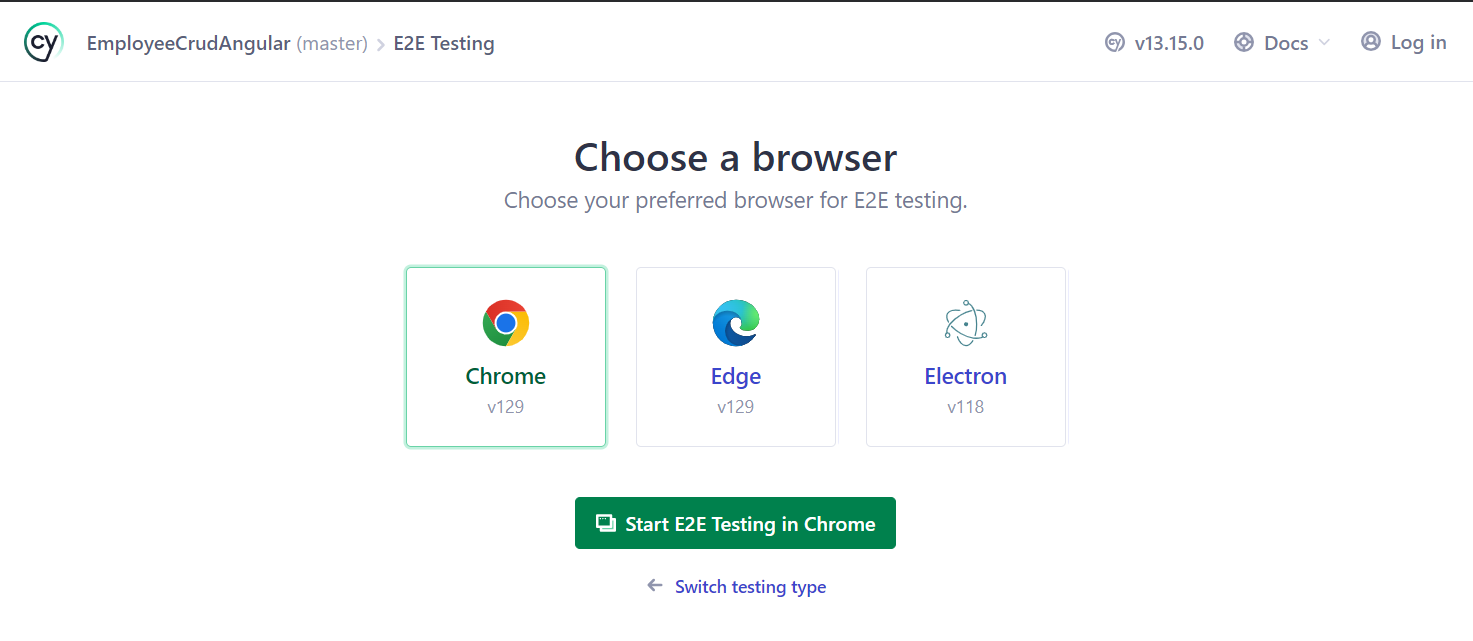 cy EmployeeCrudAngular (master) > E2E Testing cy v13.15.0 Docs Log in
Choose a browser
Choose your preferred browser for E2E testing.
Chrome Edge Electron
v129 v129 v118
Start E2E Testing in Chrome
← Switch testing type